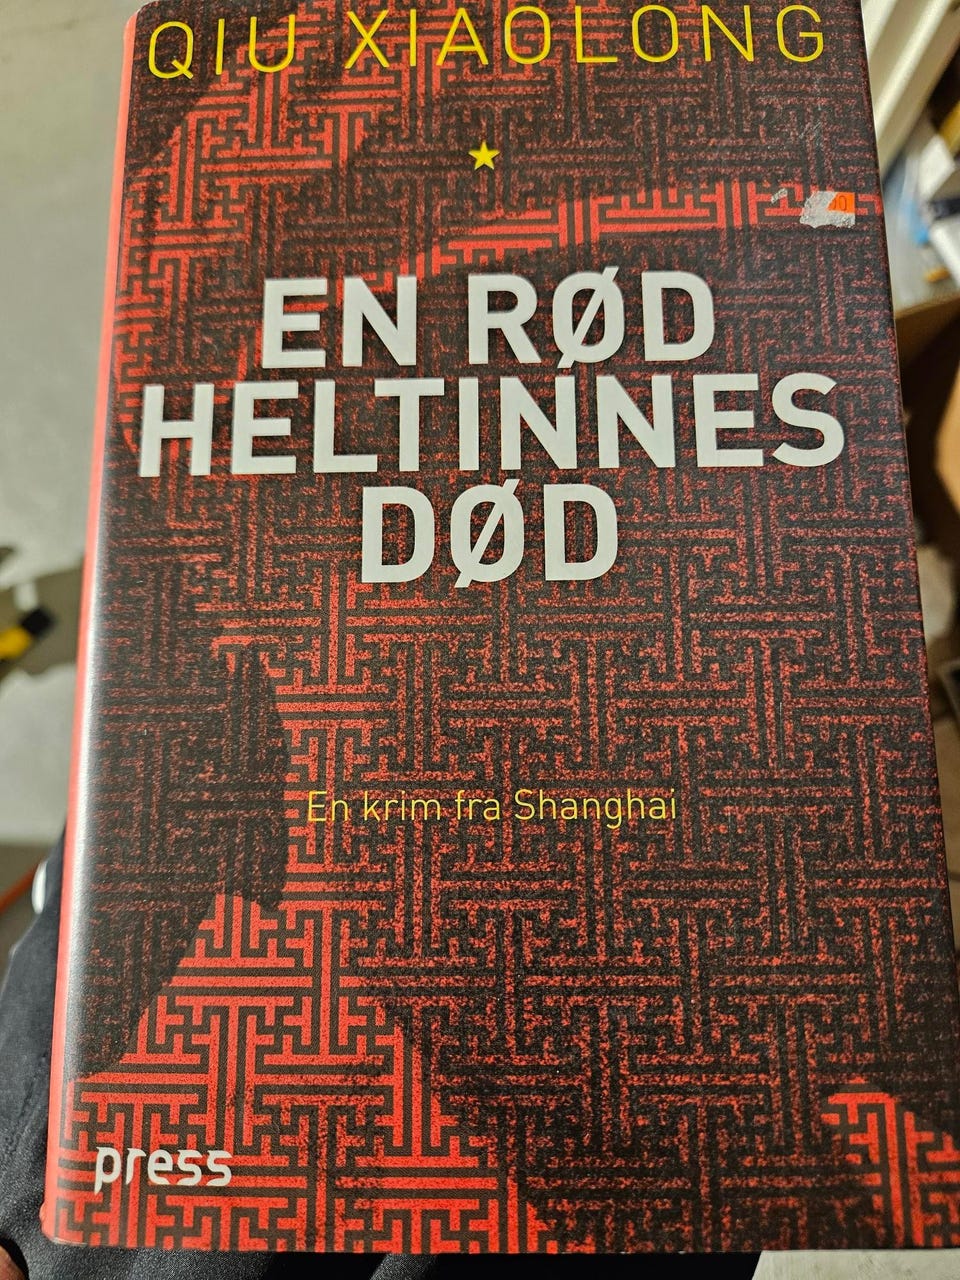 QIU XIAOLONG
EN RØD
HELTINNES
DØD
En krim fra Shanghai
press